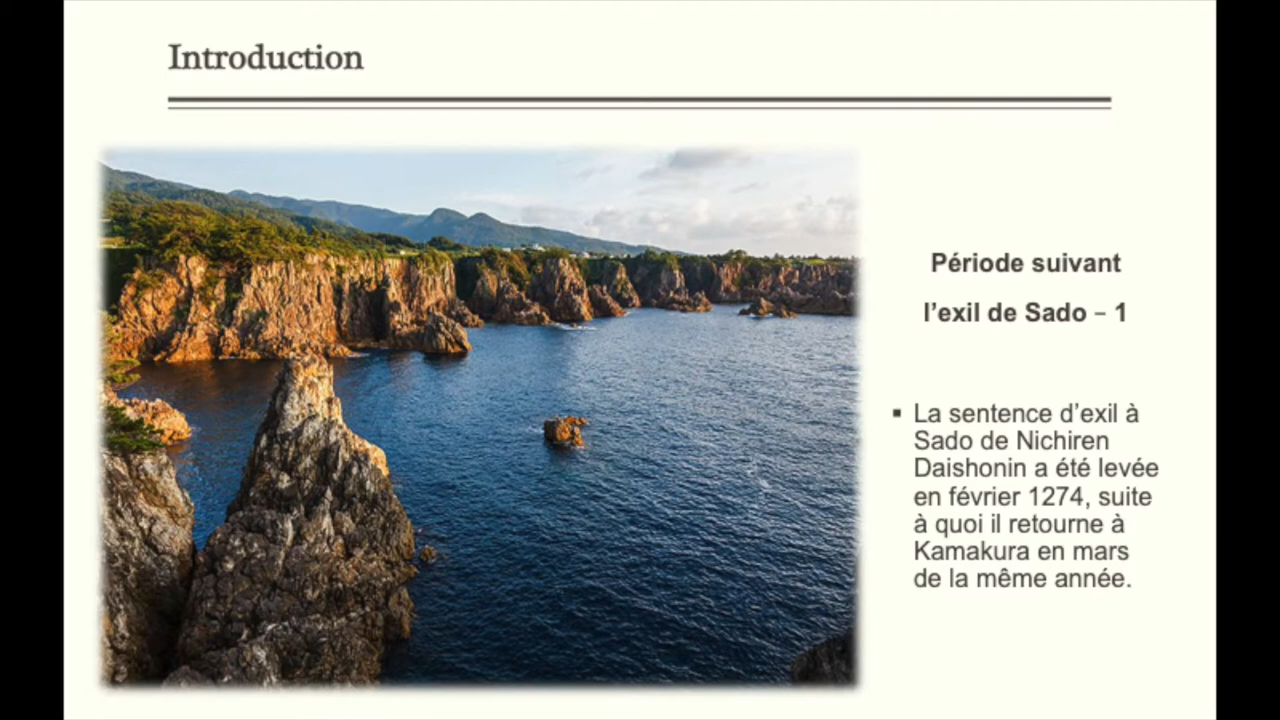 Introduction
Période suivant
l’exil de Sado – 1
▪ La sentence d’exil à
Sado de Nichiren
Daishonin a été levée
en février 1274, suite
à quoi il retourne à
Kamakura en mars
de la même année.